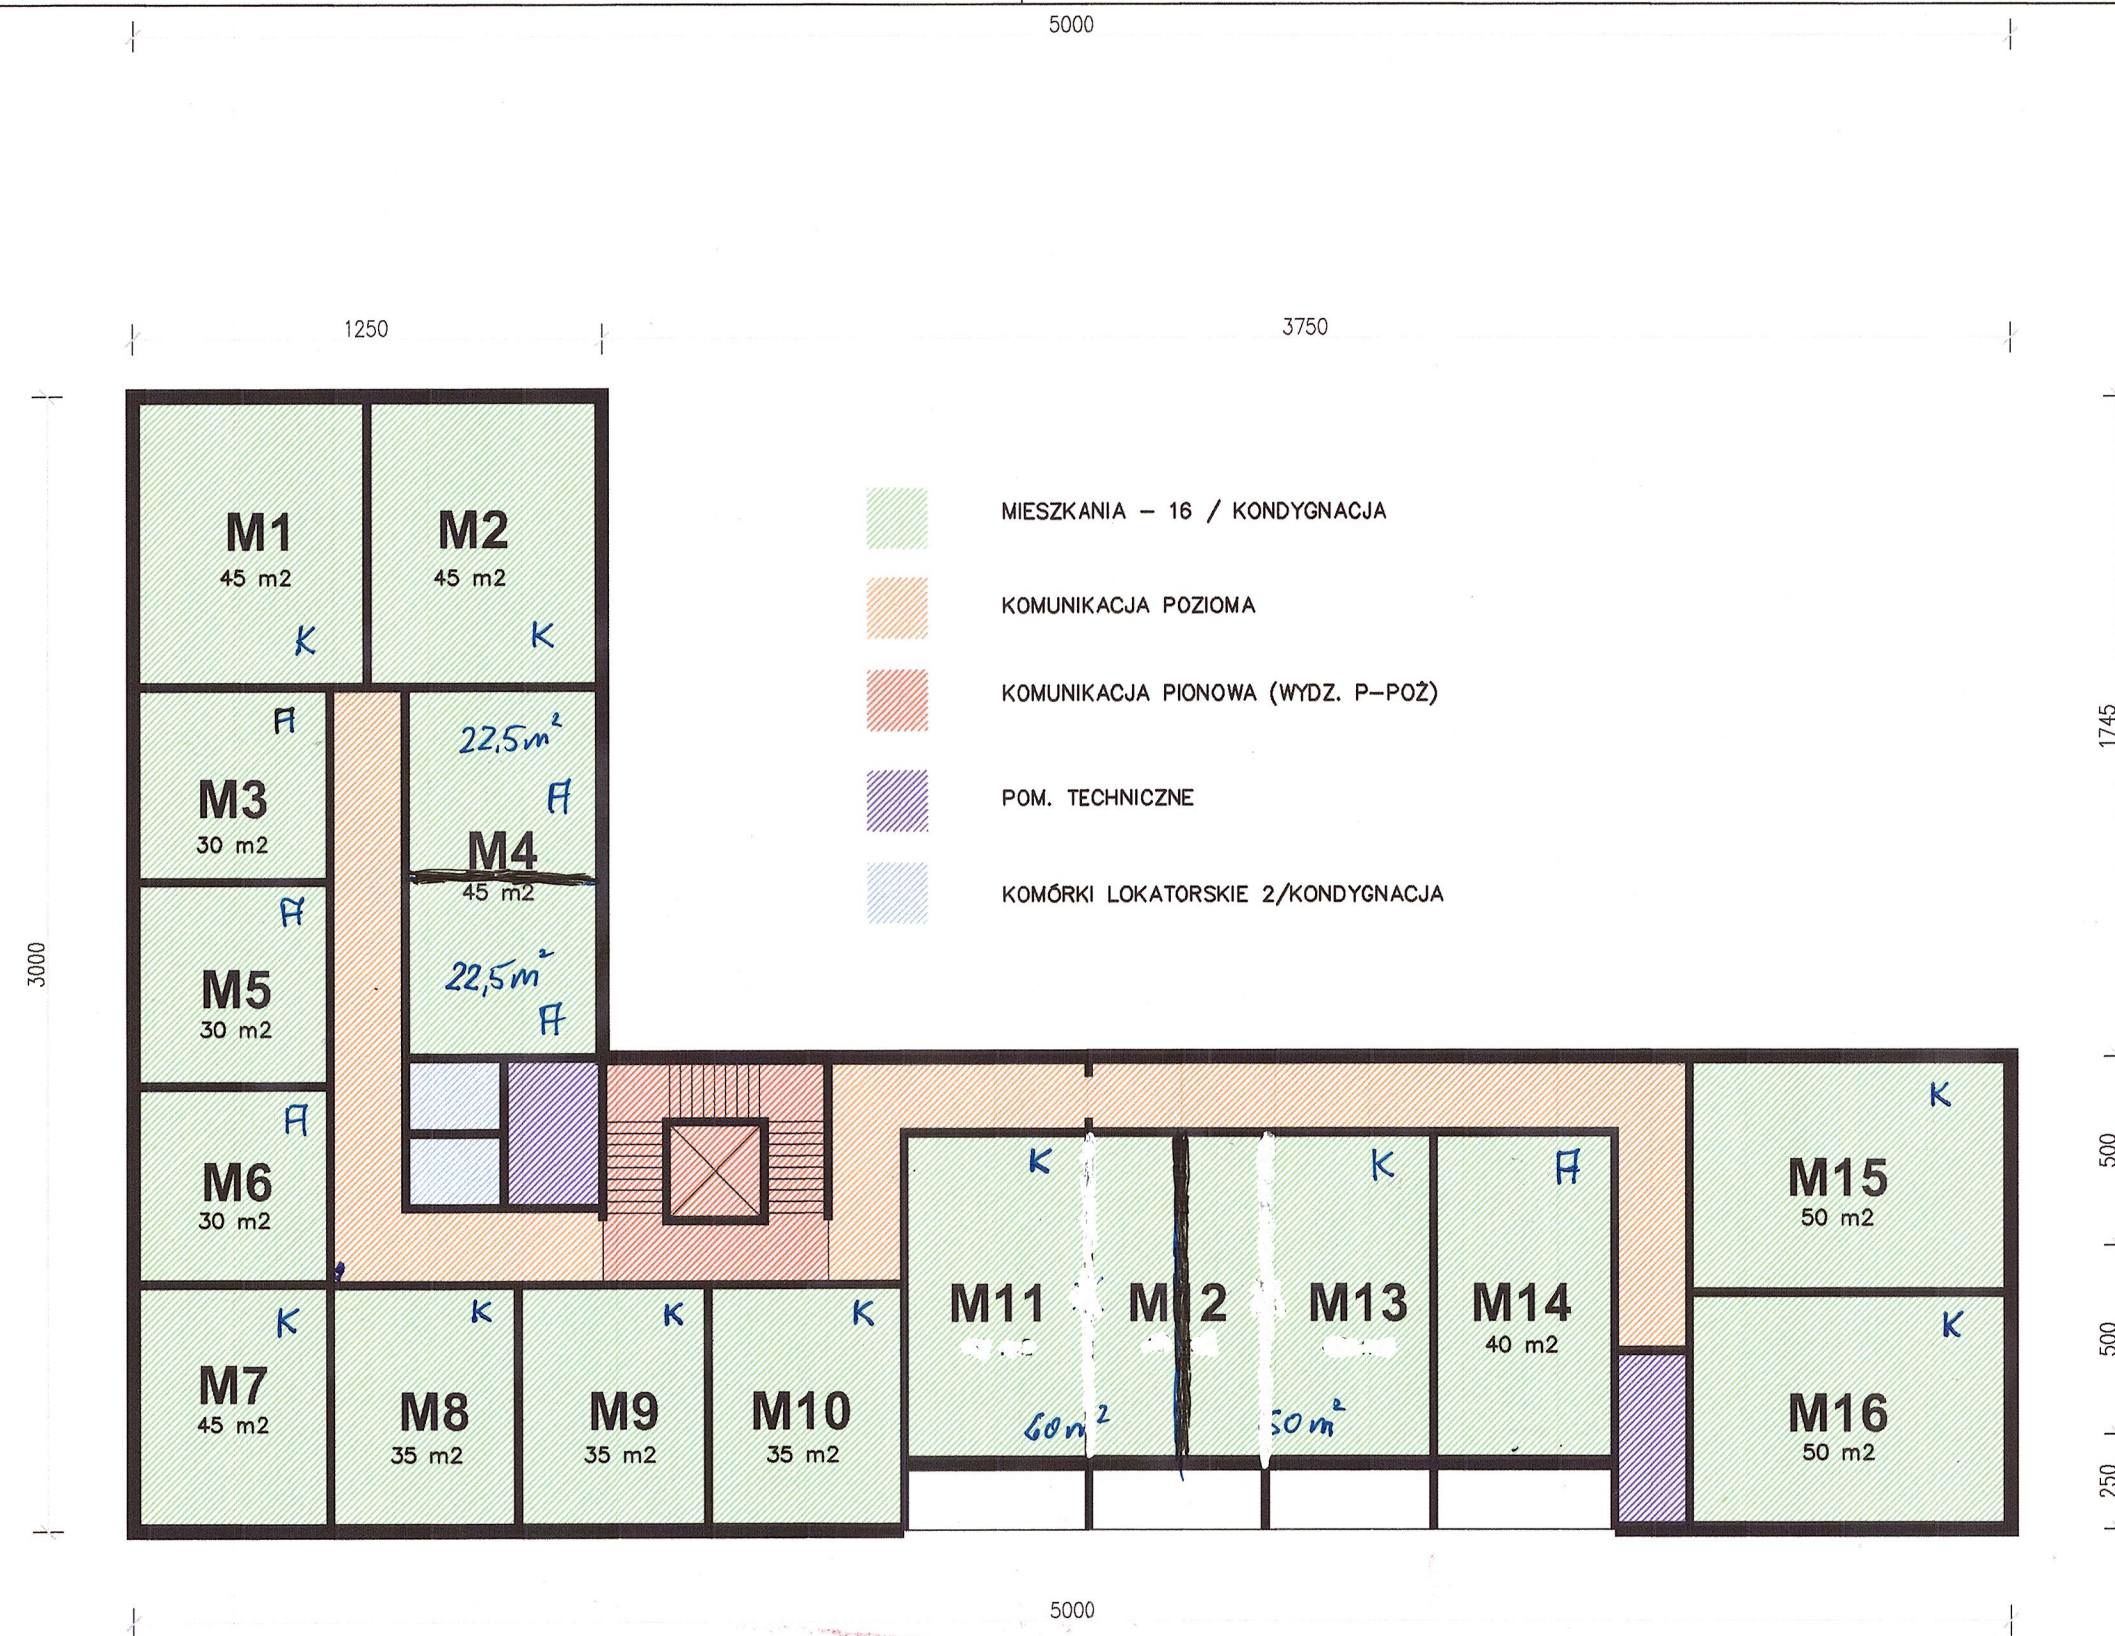 5000
1250
3750
M1
45 m2
K
M2
45 m2
K
MIESZKANIA – 16 / KONDYGNACJA
KOMUNIKACJA POZIOMA
KOMUNIKACJA PIONOWA (WYDZ. P–POŻ)
POM. TECHNICZNE
KOMÓRKI LOKATORSKIE 2/KONDYGNACJA
A
M3
30 m2
22,5m²
A
M4
45 m2
22,5m²
A
A
M5
30 m2
A
M6
30 m2
3000
1745
500
500
250
K
M7
45 m2
K
M8
35 m2
K
M9
35 m2
K
M10
35 m2
K
M11
60m²
M 2
K
M13
50m²
A
M14
40 m2
K
M15
50 m2
K
M16
50 m2
5000